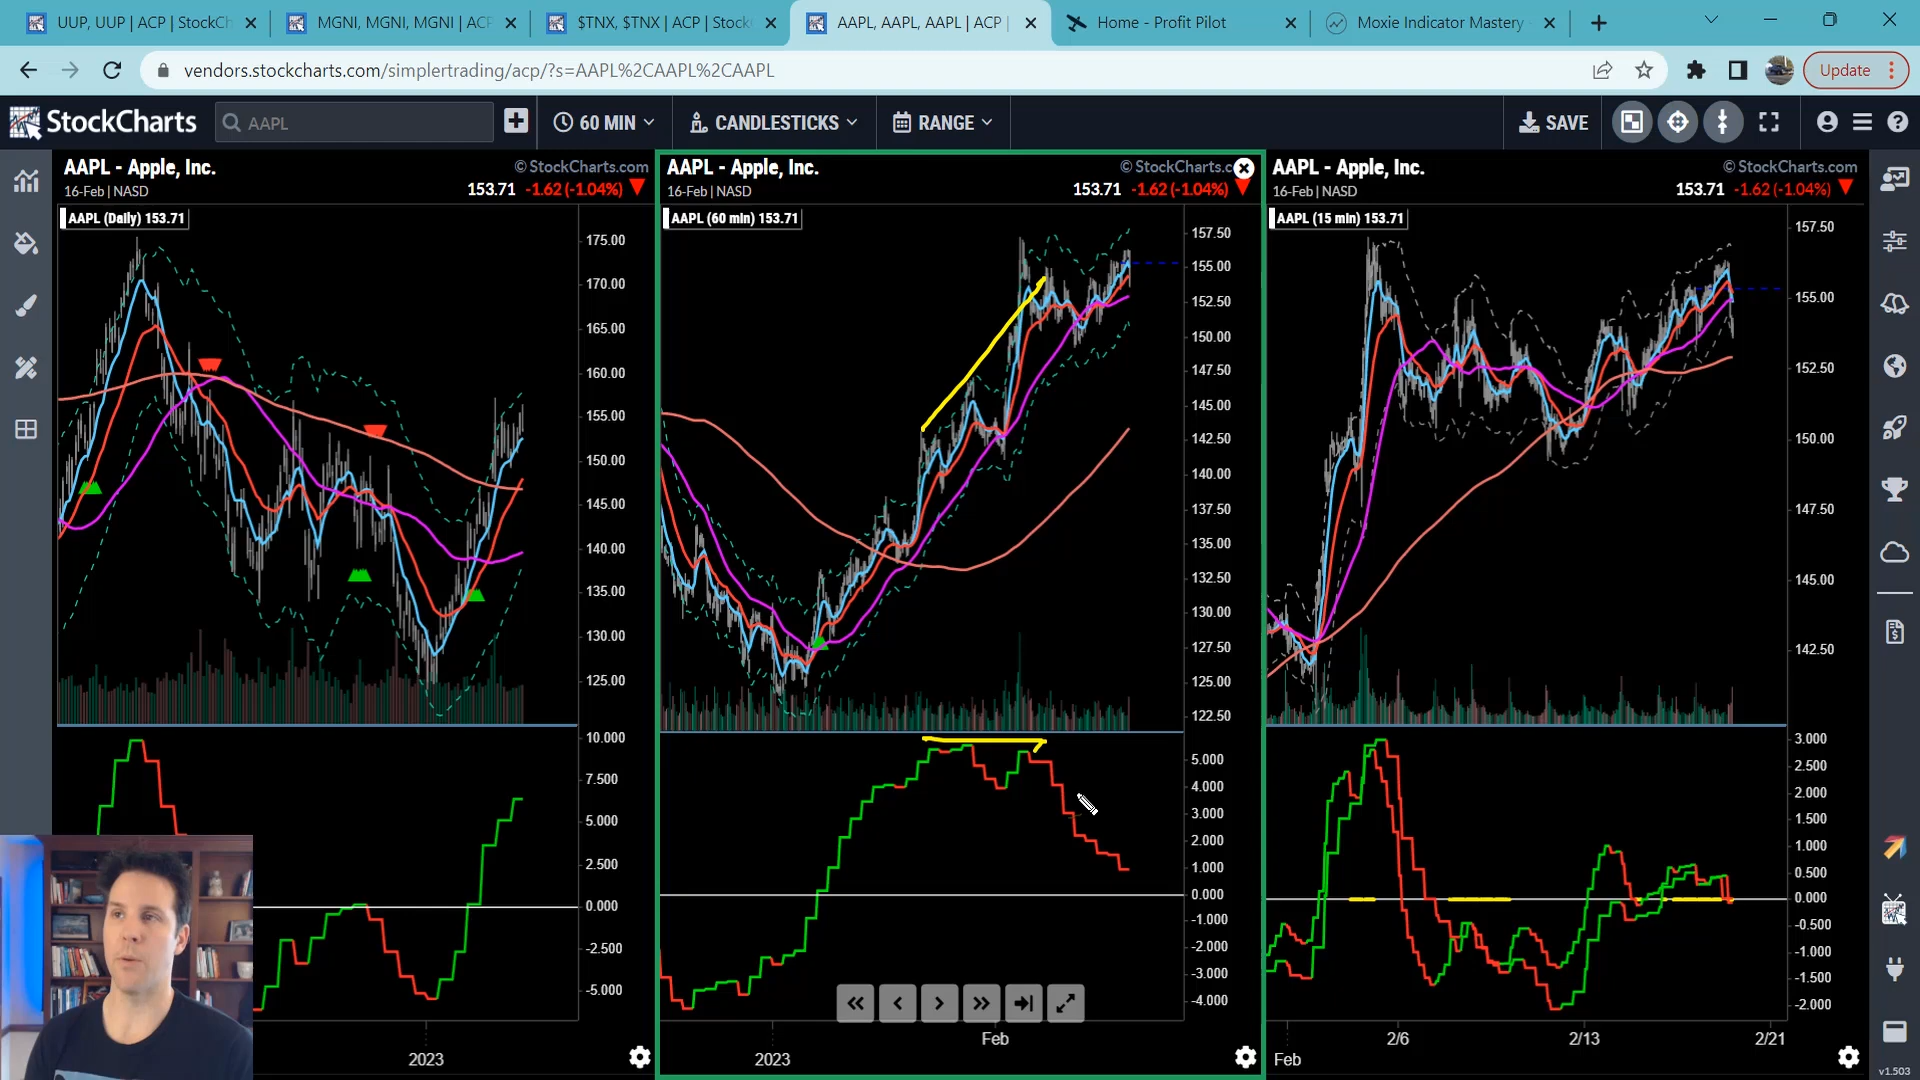 UUP, UUP | ACP | StockCh
MGNI, MGNI, MGNI | ACP
$TNX, $TNX | ACP | Stock
AAPL, AAPL, AAPL | ACP |
Home - Profit Pilot
Moxie Indicator Mastery
vendors.stockcharts.com/simplertrading/acp/?s=AAPL%2CAAPL%2CAAPL
Update
StockCharts
AAPL
60 MIN
CANDLESTICKS
RANGE
SAVE
AAPL - Apple, Inc.
© StockCharts.com
16-Feb | NASD
153.71 -1.62 (-1.04%)
AAPL (Daily) 153.71
175.00
170.00
165.00
160.00
155.00
150.00
145.00
140.00
135.00
130.00
125.00
10.000
7.500
5.000
2.500
0.000
-2.500
-5.000
2023
AAPL - Apple, Inc.
© StockCharts.c
16-Feb | NASD
153.71 -1.62 (-1.04%)
AAPL (60 min) 153.71
157.50
155.00
152.50
150.00
147.50
145.00
142.50
140.00
137.50
135.00
132.50
130.00
127.50
125.00
122.50
5.000
4.000
3.000
2.000
1.000
0.000
-1.000
-2.000
-3.000
-4.000
2023
Feb
AAPL - Apple, Inc.
© StockCharts.com
16-Feb | NASD
153.71 -1.62 (-1.04%)
AAPL (15 min) 153.71
157.50
155.00
152.50
150.00
147.50
145.00
142.50
3.000
2.500
2.000
1.500
1.000
0.500
0.000
-0.500
-1.000
-1.500
-2.000
Feb
2/6
2/13
2/21
v1.503